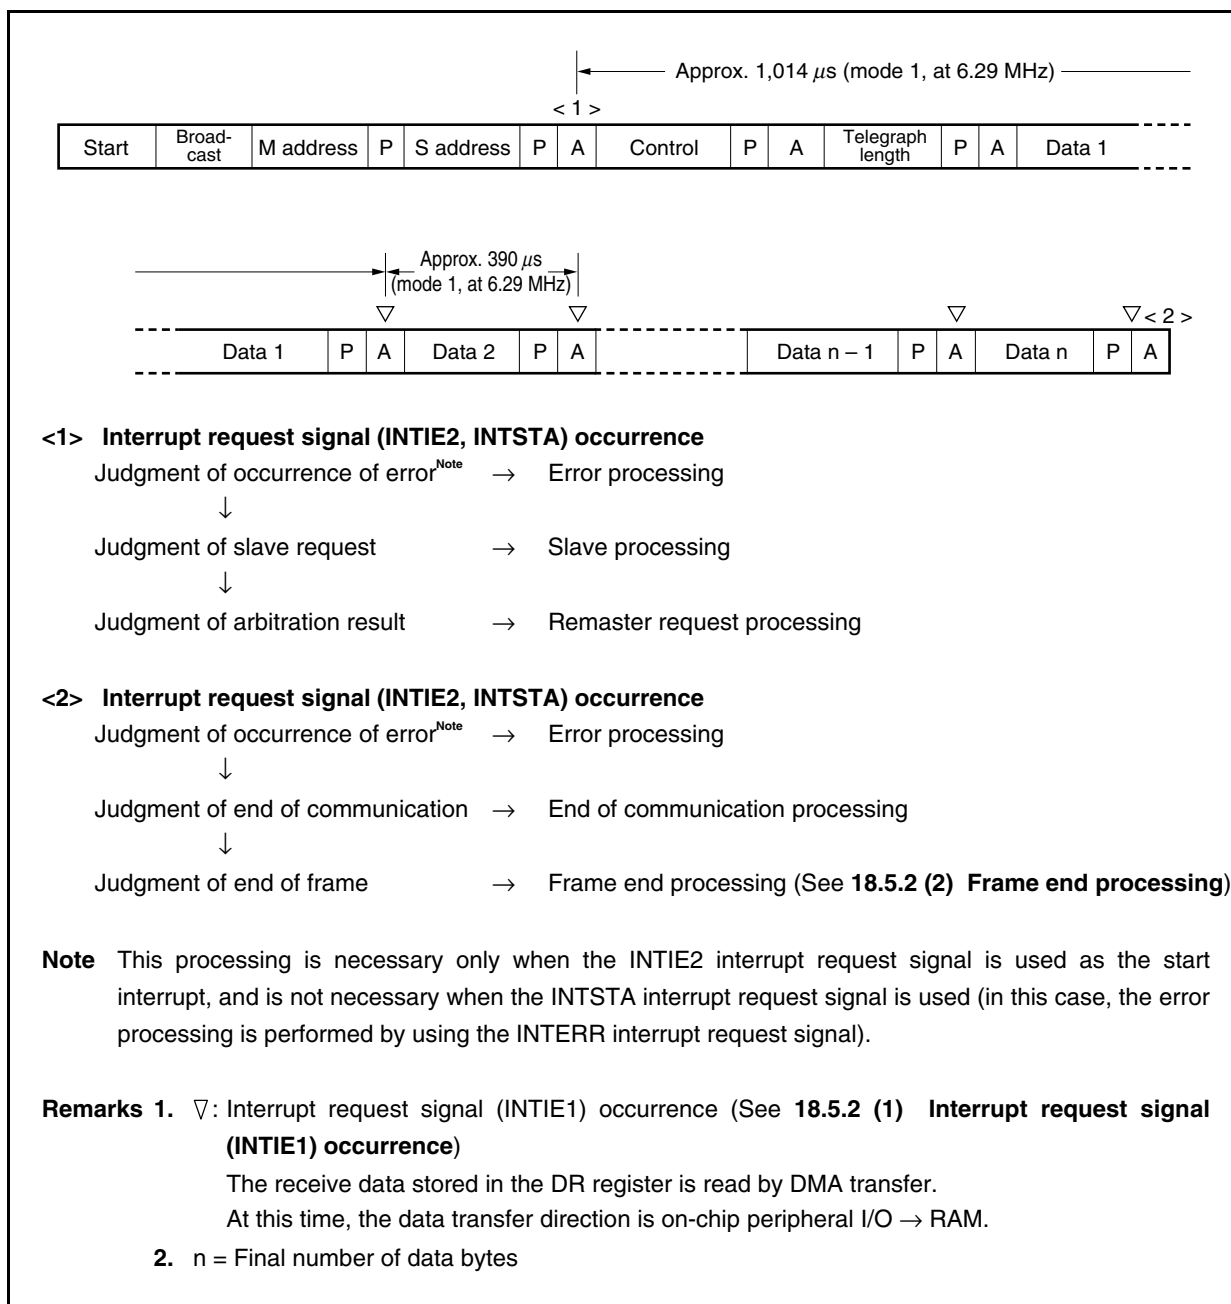 Approx. 1,014 μs (mode 1, at 6.29 MHz)
< 1 >
Start Broad-cast M address P S address P A Control P A Telegraph length P A Data 1
Approx. 390 μs
(mode 1, at 6.29 MHz)
▽ ▽ ▽ ▽ < 2 >
Data 1 P A Data 2 P A Data n – 1 P A Data n P A
<1> Interrupt request signal (INTIE2, INTSTA) occurrence
Judgment of occurrence of errorNote → Error processing
↓
Judgment of slave request → Slave processing
↓
Judgment of arbitration result → Remaster request processing
<2> Interrupt request signal (INTIE2, INTSTA) occurrence
Judgment of occurrence of errorNote → Error processing
↓
Judgment of end of communication → End of communication processing
↓
Judgment of end of frame → Frame end processing (See 18.5.2 (2) Frame end processing)
Note This processing is necessary only when the INTIE2 interrupt request signal is used as the start
interrupt, and is not necessary when the INTSTA interrupt request signal is used (in this case, the error
processing is performed by using the INTERR interrupt request signal).
Remarks 1. ▽: Interrupt request signal (INTIE1) occurrence (See 18.5.2 (1) Interrupt request signal
(INTIE1) occurrence)
The receive data stored in the DR register is read by DMA transfer.
At this time, the data transfer direction is on-chip peripheral I/O → RAM.
2. n = Final number of data bytes